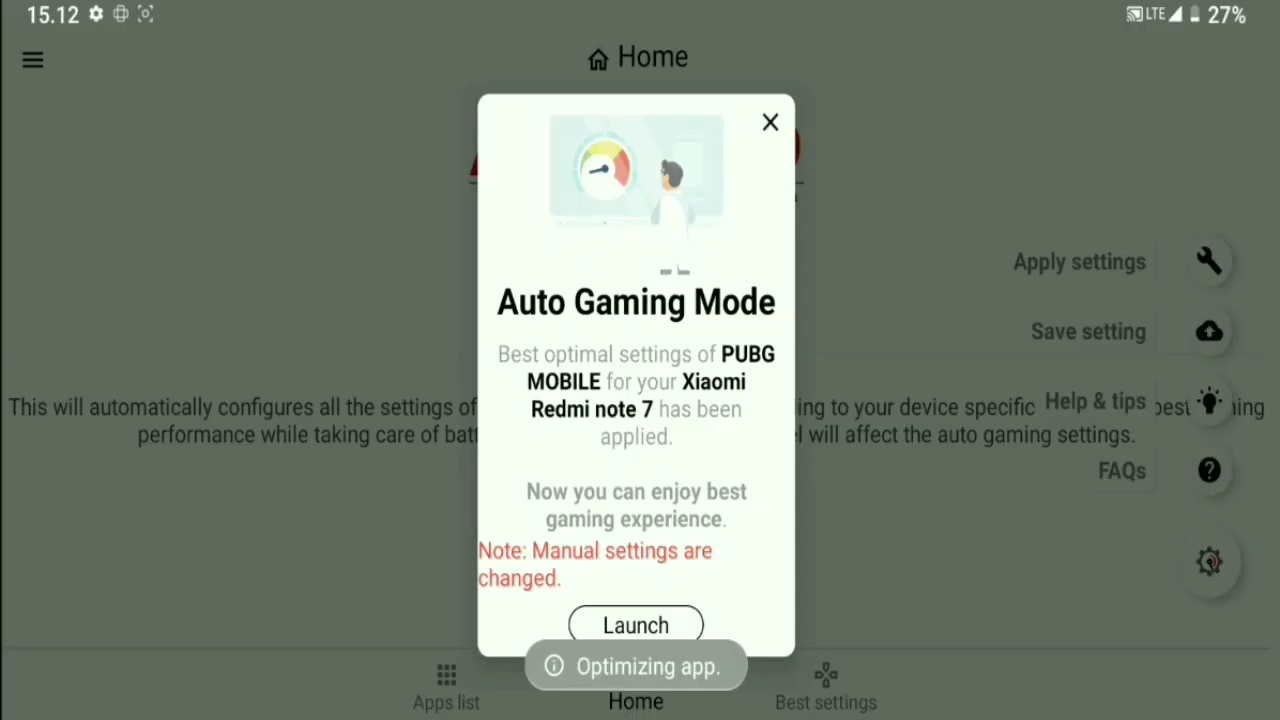 15.12
LTE 27%
Home
Auto Gaming Mode
Best optimal settings of PUBG
MOBILE for your Xiaomi
Redmi note 7 has been
applied.
Now you can enjoy best
gaming experience.
Note: Manual settings are
changed.
Launch
Optimizing app.
Apply settings
Save setting
Help & tips
FAQs
This will automatically configures all the settings of ing to your device specific best ing
performance while taking care of will affect the auto gaming settings.
Apps list
Home
Best settings